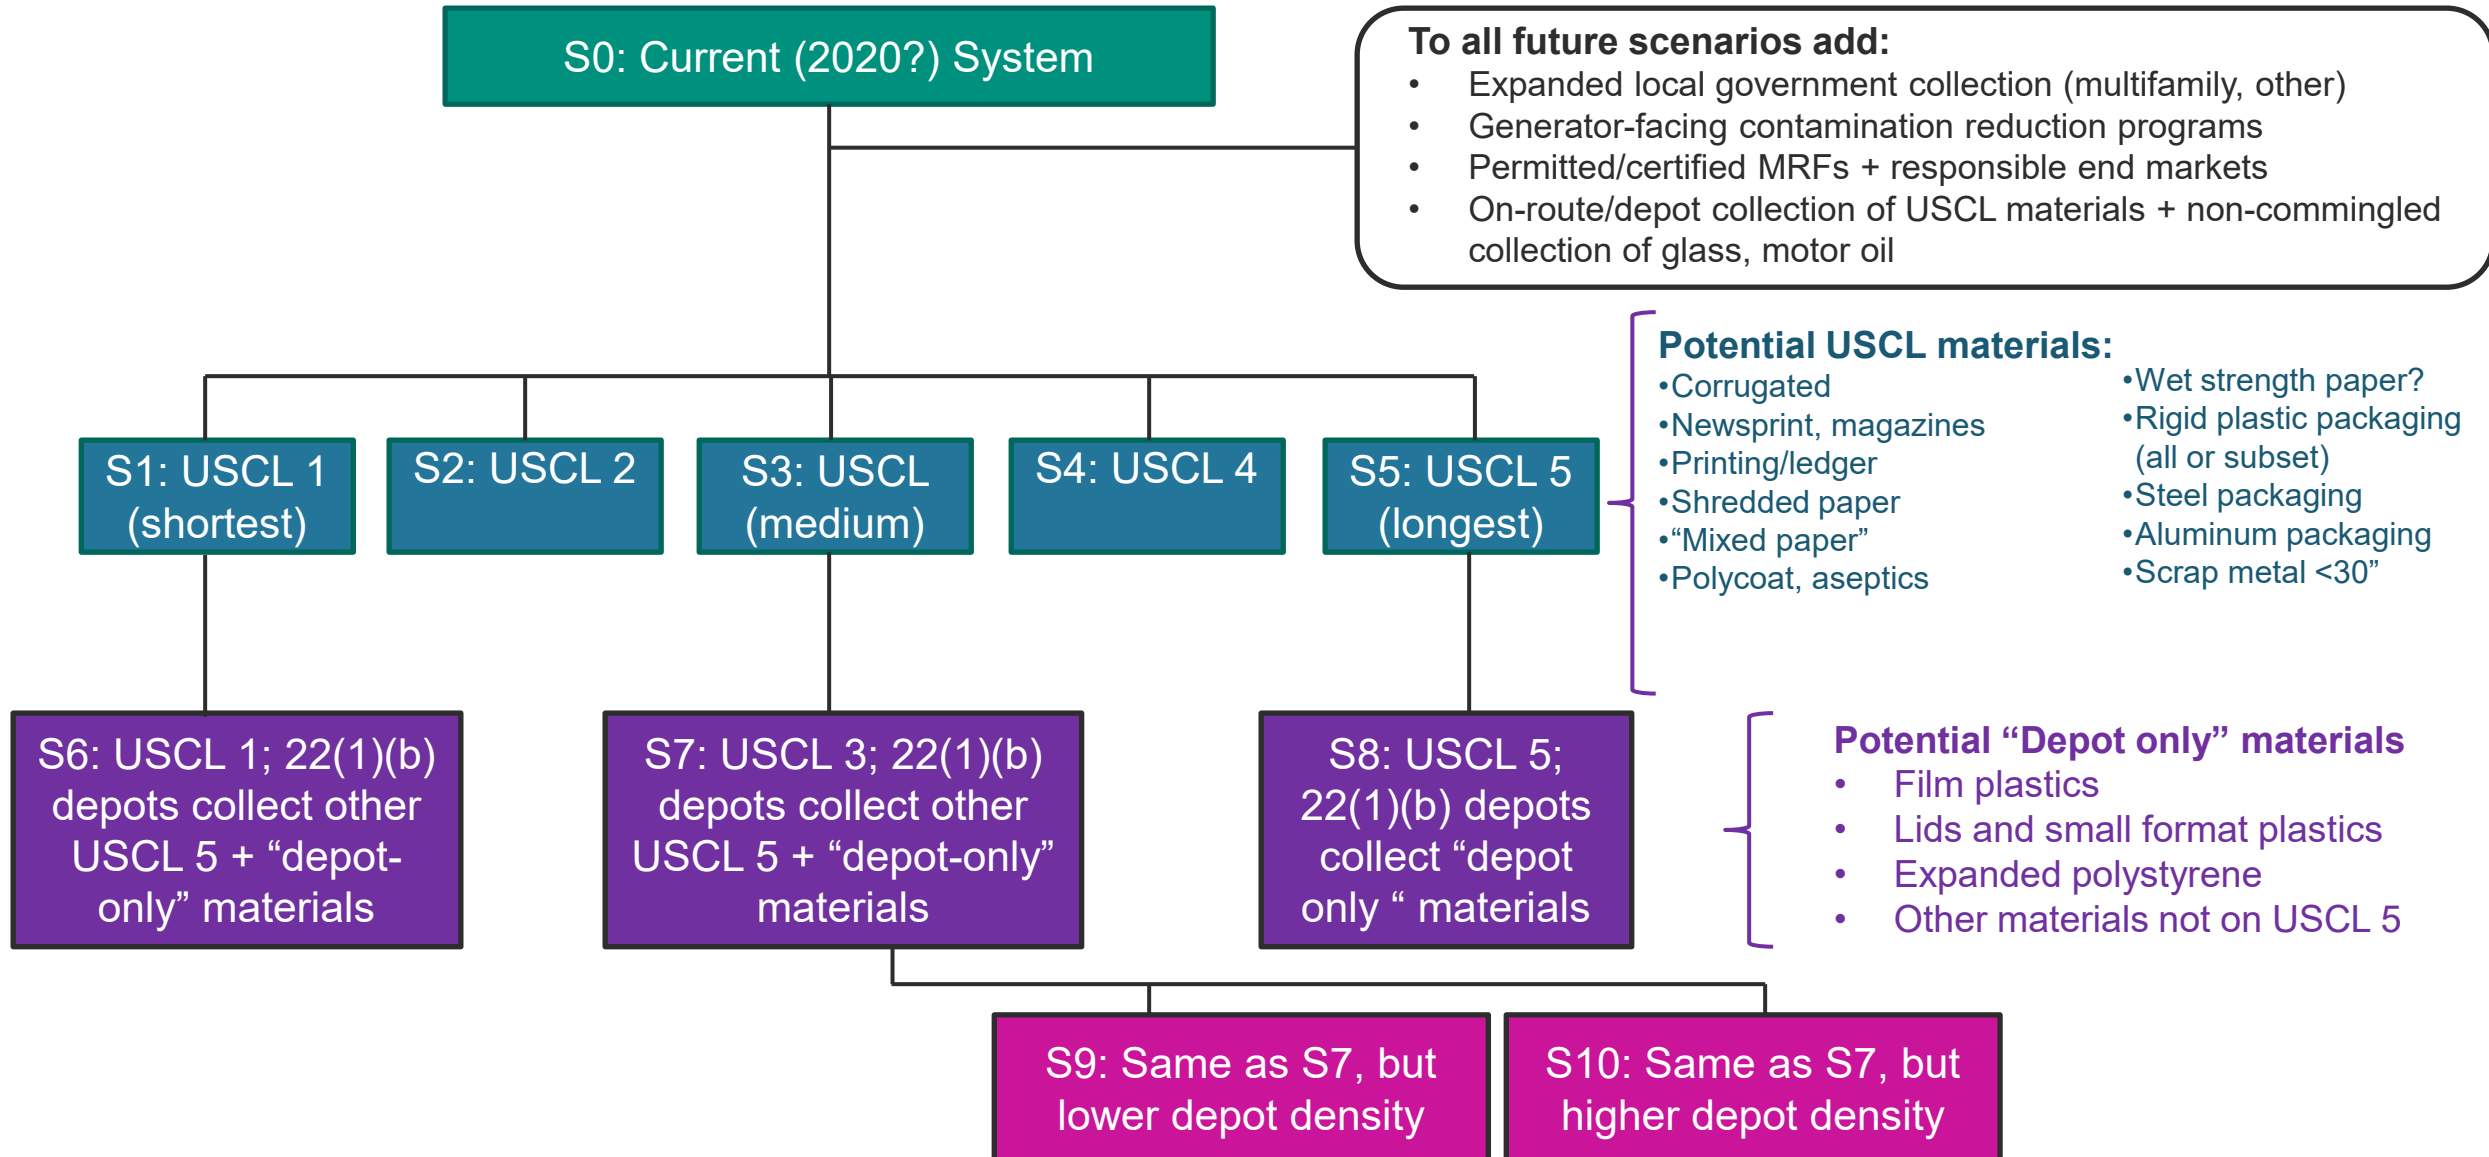 S0: Current (2020?) System
To all future scenarios add:
• Expanded local government collection (multifamily, other)
• Generator-facing contamination reduction programs
• Permitted/certified MRFs + responsible end markets
• On-route/depot collection of USCL materials + non-commingled
collection of glass, motor oil
S1: USCL 1
(shortest)
S2: USCL 2
S3: USCL
(medium)
S4: USCL 4
S5: USCL 5
(longest)
Potential USCL materials:
•Corrugated
•Newsprint, magazines
•Printing/ledger
•Shredded paper
•“Mixed paper”
•Polycoat, aseptics
•Wet strength paper?
•Rigid plastic packaging
(all or subset)
•Steel packaging
•Aluminum packaging
•Scrap metal <30”
S6: USCL 1; 22(1)(b)
depots collect other
USCL 5 + “depot-
only” materials
S7: USCL 3; 22(1)(b)
depots collect other
USCL 5 + “depot-only”
materials
S8: USCL 5;
22(1)(b) depots
collect “depot
only “ materials
Potential “Depot only” materials
• Film plastics
• Lids and small format plastics
• Expanded polystyrene
• Other materials not on USCL 5
S9: Same as S7, but
lower depot density
S10: Same as S7, but
higher depot density